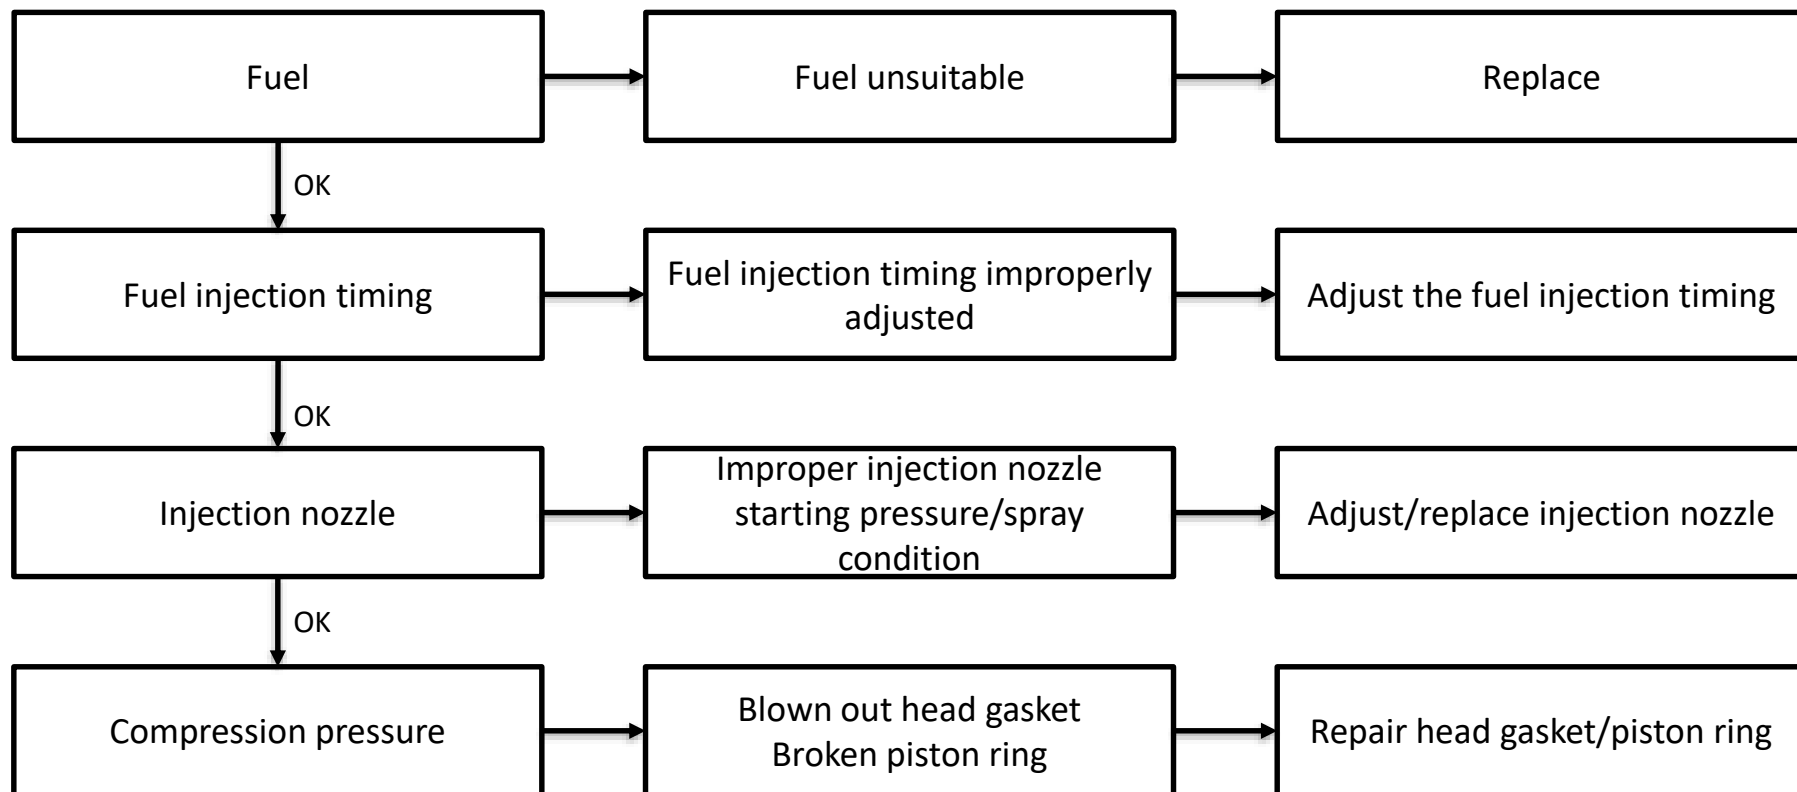 Fuel
Fuel unsuitable
Replace
OK
Fuel injection timing
Fuel injection timing improperly
adjusted
Adjust the fuel injection timing
OK
Injection nozzle
Improper injection nozzle
starting pressure/spray
condition
Adjust/replace injection nozzle
OK
Compression pressure
Blown out head gasket
Broken piston ring
Repair head gasket/piston ring